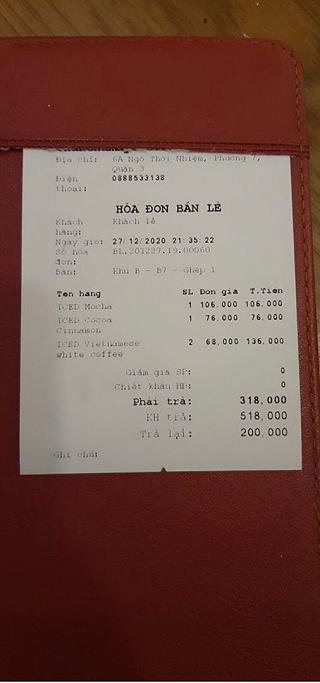 Địa chỉ: 6A Ngô Thời Nhiệm, Phường 7,
Quận 3
Điện thoại: 0888533138
HÓA ĐƠN BÁN LẺ
Khách hàng: Khách lẻ
Ngày giờ: 27/12/2020 21:35:22
Số hóa đơn: BL.201227.19.00060
Bàn: Khu B - B7 - Ghép 1
Tên hàng SL Đơn giá T.Tiền
ICED Mocha 1 106,000 106,000
ICED Cocoa 1 76,000 76,000
Cinnamon
ICED Vietnamese 2 68,000 136,000
white coffee
Giảm giá SP: 0
Chiết khấu HĐ: 0
Phải trả: 318,000
KH trả: 518,000
Trả lại: 200,000
Ghi chú: